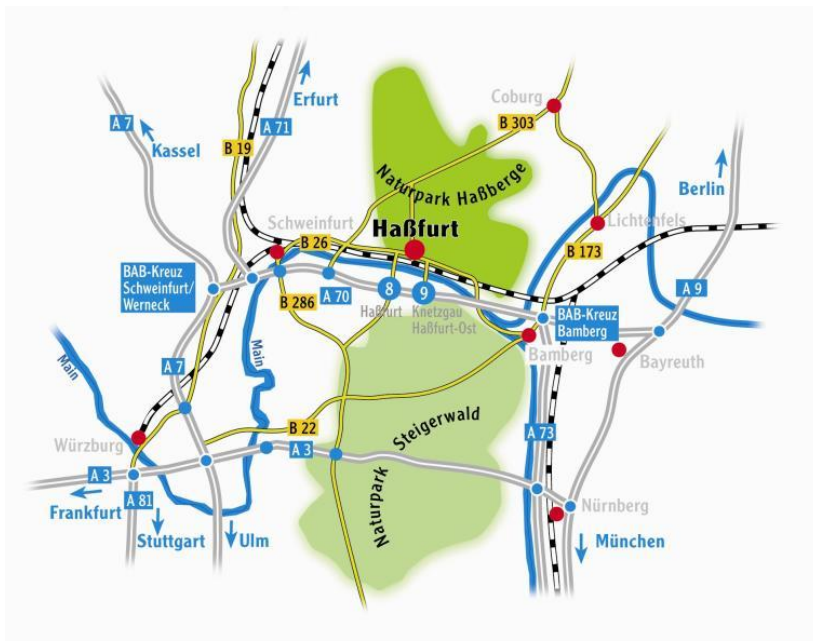 Coburg
A 7
Erfurt
B 303
A 71
Kassel
B 19
Naturpark Haßberge
Berlin
Schweinfurt
Haßfurt
Lichtenfels
B 26
B 173
BAB-Kreuz
Schweinfurt/
Werneck
8
9
A 70
A 9
B 286
Haßfurt
Knetzgau
Haßfurt-Ost
BAB-Kreuz
Bamberg
Main
Main
Bamberg
Bayreuth
A 7
B 22
Naturpark Steigerwald
A 73
Würzburg
A 3
A 3
A 81
Frankfurt
Nürnberg
Stuttgart
Ulm
München